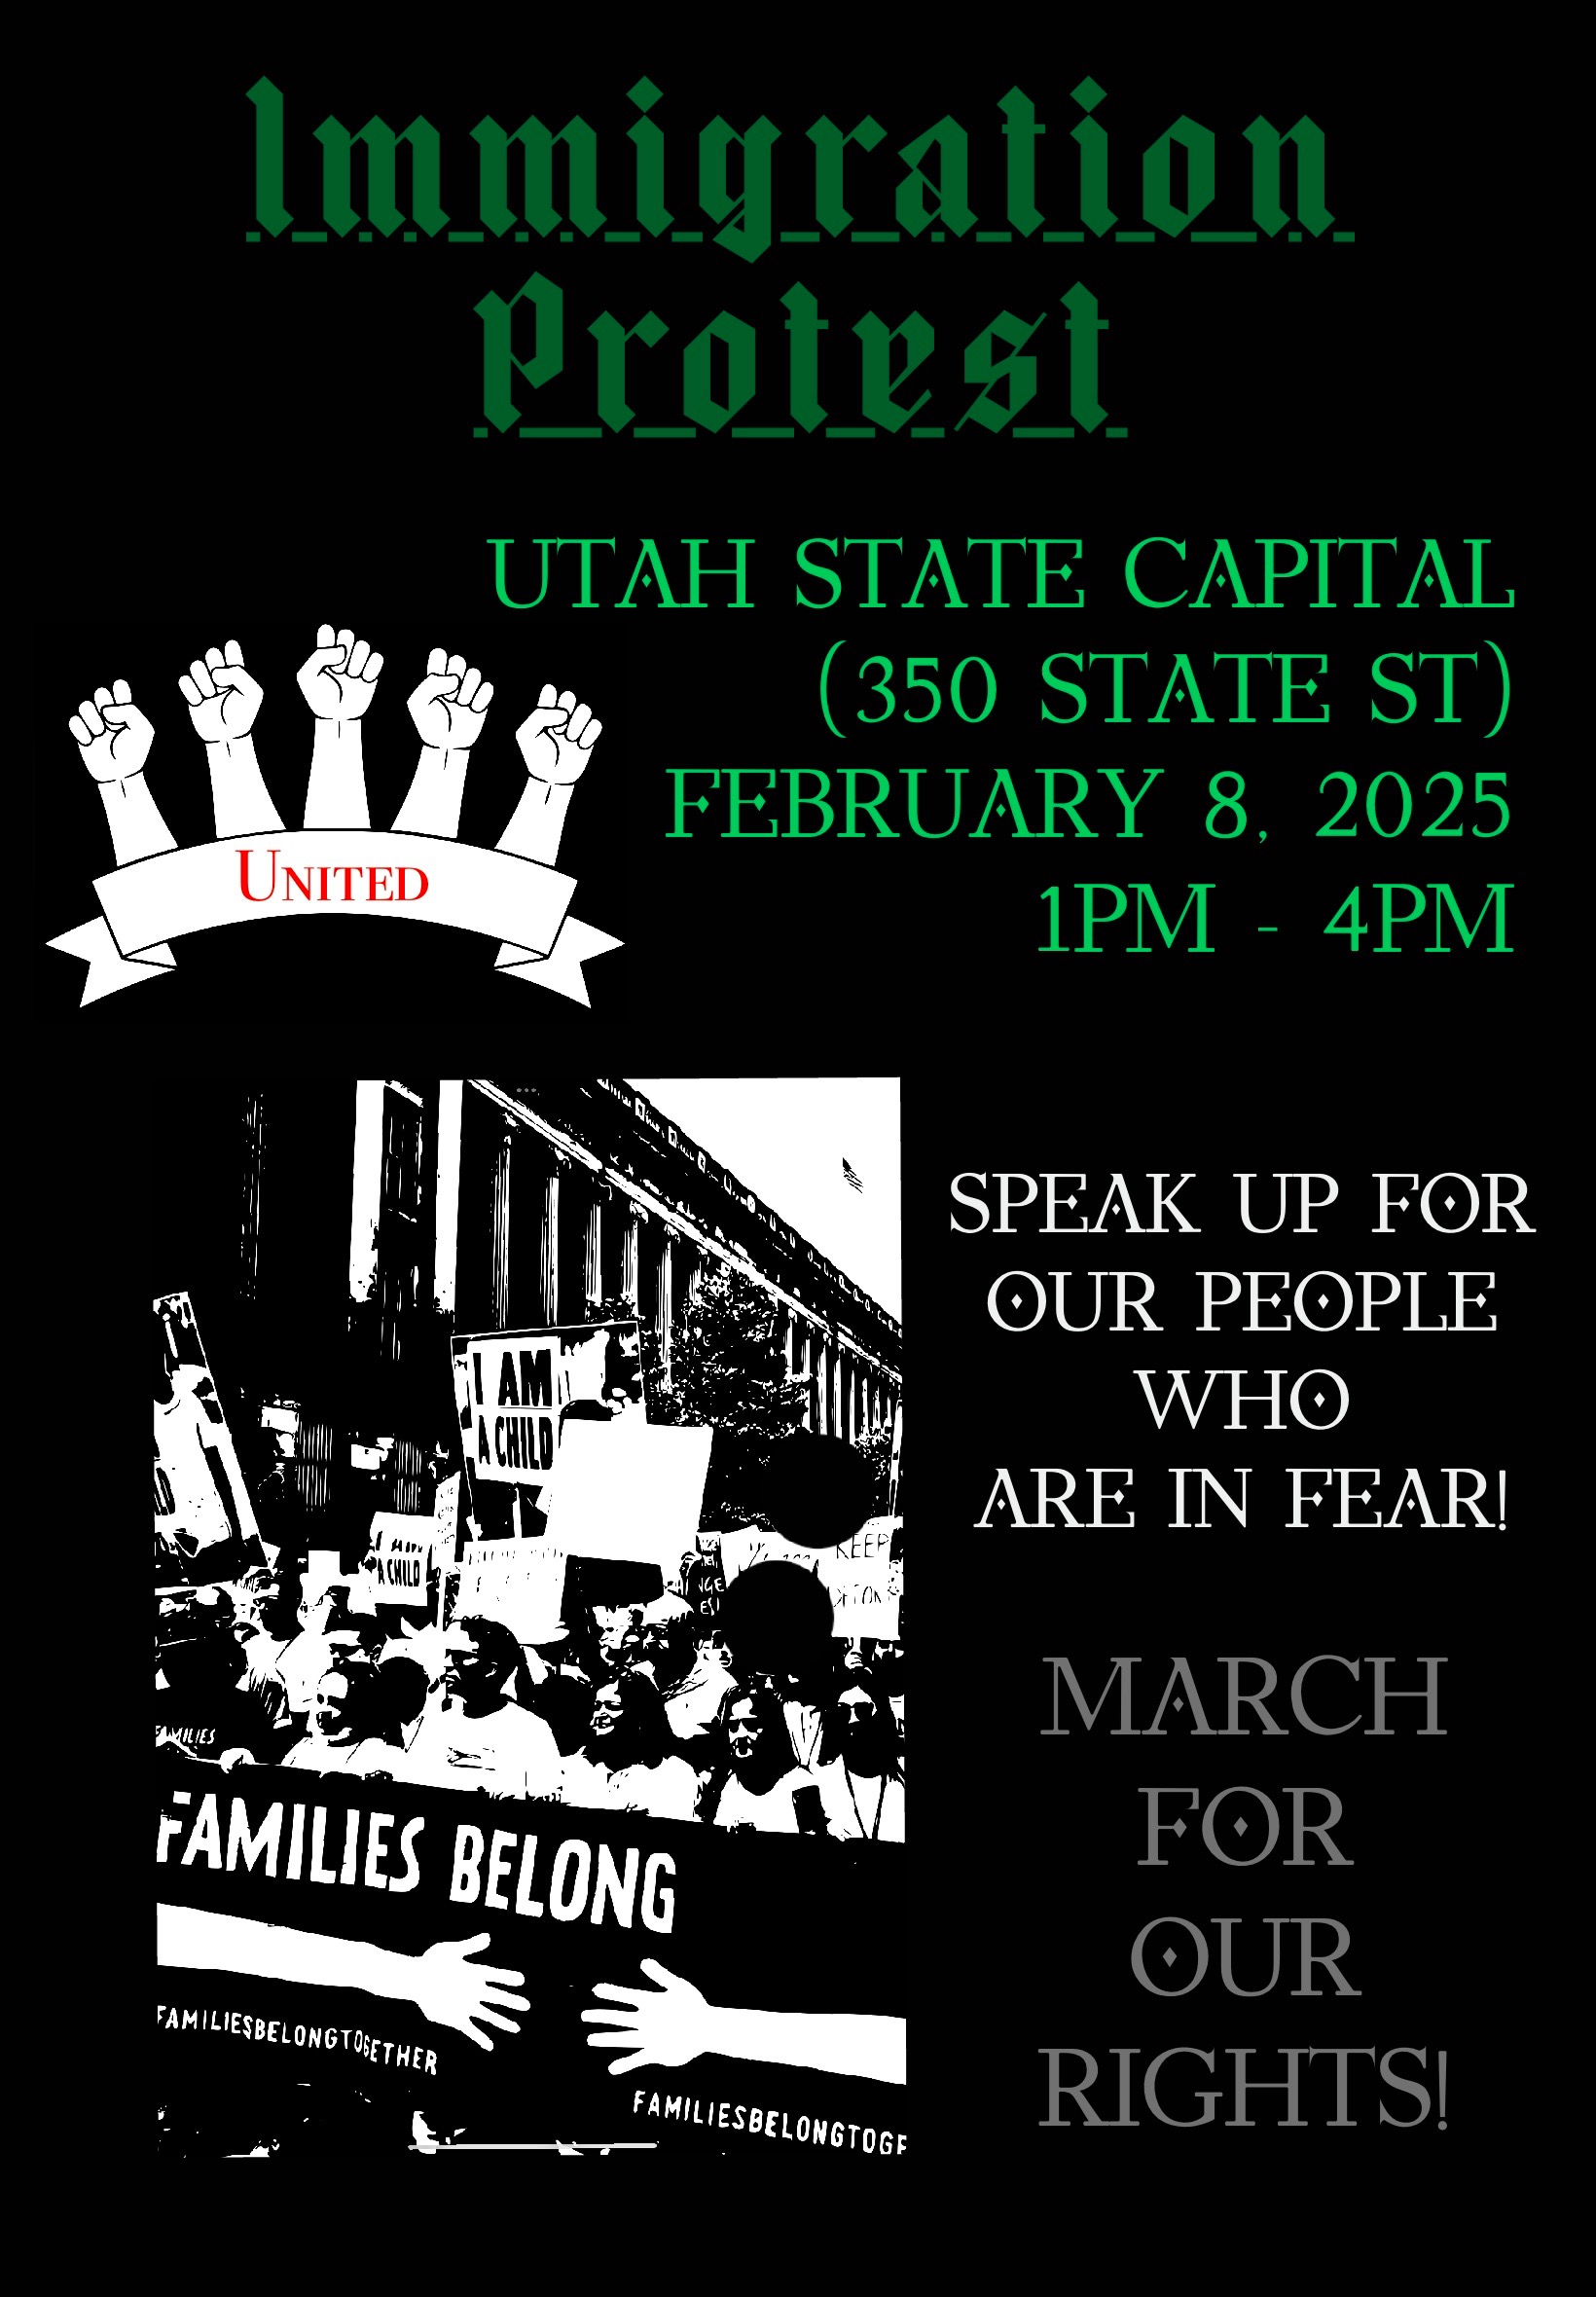 Immigration
Protest
UTAH STATE CAPITAL
(350 STATE ST)
FEBRUARY 8, 2025
1PM - 4PM
UNITED
SPEAK UP FOR
OUR PEOPLE
WHO
ARE IN FEAR!
MARCH
FOR
OUR
RIGHTS!
I AM
A CHILD
A CHILD
KEEP
FAMILIES
FAMILIES BELONG
FAMILIESBELONGTOGETHER
FAMILIESBELONGTOGE